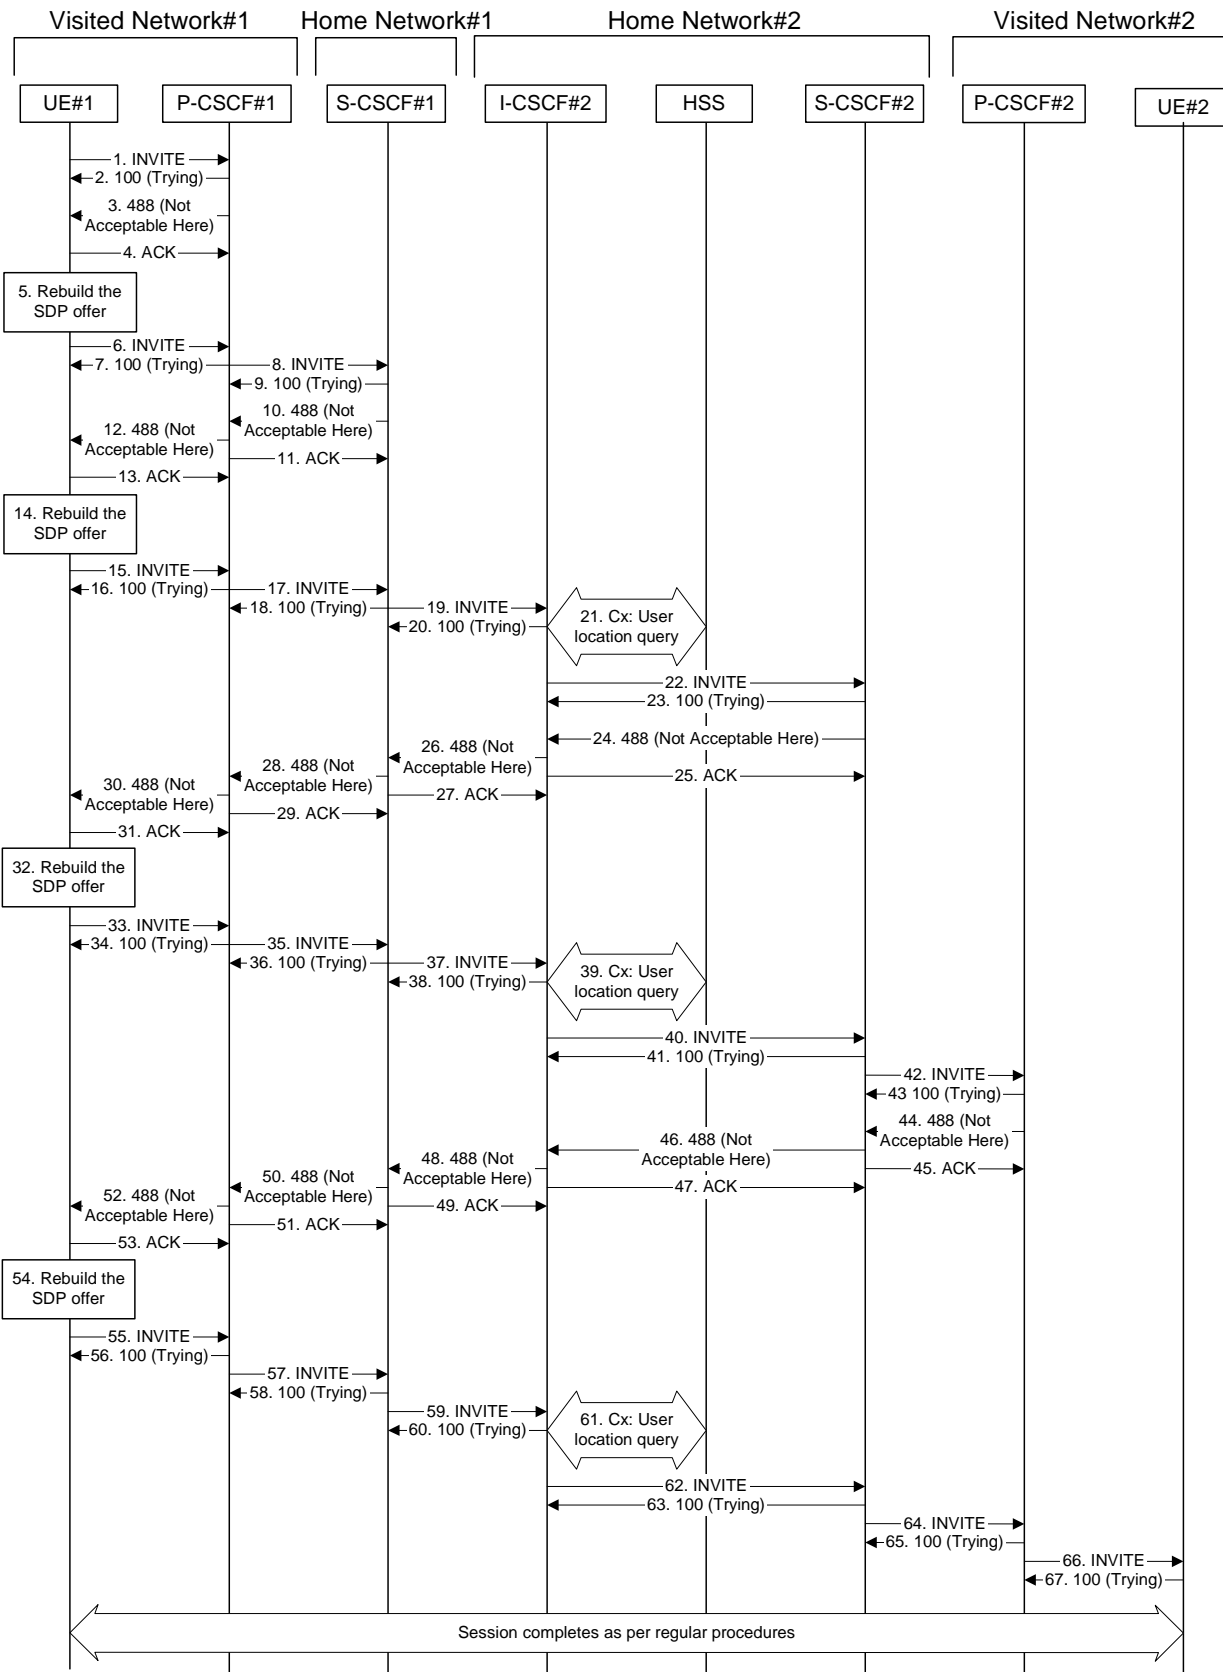 Visited Network#1
Home Network#1
Home Network#2
Visited Network#2
UE#1
P-CSCF#1
S-CSCF#1
I-CSCF#2
HSS
S-CSCF#2
P-CSCF#2
UE#2
1. INVITE
2. 100 (Trying)
3. 488 (Not
Acceptable Here)
4. ACK
5. Rebuild the
SDP offer
6. INVITE
7. 100 (Trying)
8. INVITE
9. 100 (Trying)
10. 488 (Not
Acceptable Here)
12. 488 (Not
Acceptable Here)
11. ACK
13. ACK
14. Rebuild the
SDP offer
15. INVITE
16. 100 (Trying)
17. INVITE
18. 100 (Trying)
19. INVITE
20. 100 (Trying)
21. Cx: User
location query
22. INVITE
23. 100 (Trying)
24. 488 (Not Acceptable Here)
26. 488 (Not
Acceptable Here)
25. ACK
28. 488 (Not
Acceptable Here)
27. ACK
30. 488 (Not
Acceptable Here)
29. ACK
31. ACK
32. Rebuild the
SDP offer
33. INVITE
34. 100 (Trying)
35. INVITE
36. 100 (Trying)
37. INVITE
38. 100 (Trying)
39. Cx: User
location query
40. INVITE
41. 100 (Trying)
42. INVITE
43 100 (Trying)
44. 488 (Not
Acceptable Here)
46. 488 (Not
Acceptable Here)
45. ACK
48. 488 (Not
Acceptable Here)
47. ACK
50. 488 (Not
Acceptable Here)
49. ACK
52. 488 (Not
Acceptable Here)
51. ACK
53. ACK
54. Rebuild the
SDP offer
55. INVITE
56. 100 (Trying)
57. INVITE
58. 100 (Trying)
59. INVITE
60. 100 (Trying)
61. Cx: User
location query
62. INVITE
63. 100 (Trying)
64. INVITE
65. 100 (Trying)
66. INVITE
67. 100 (Trying)
Session completes as per regular procedures